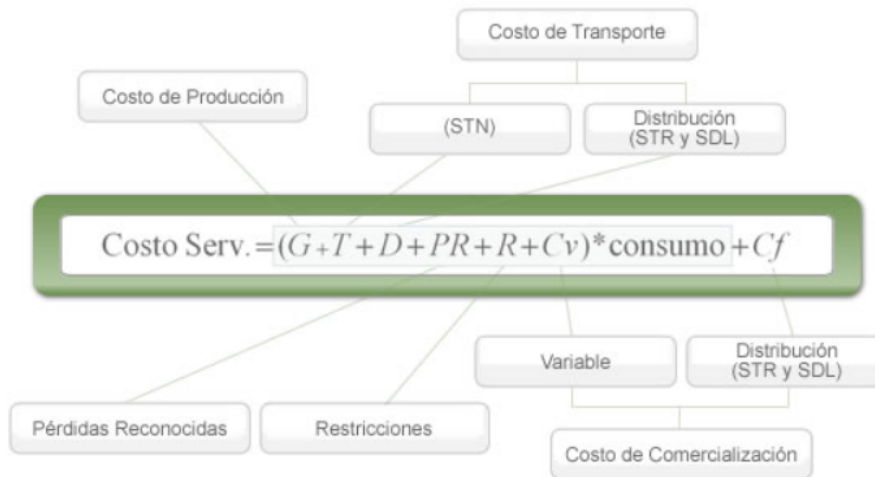 Costo de Transporte
Costo de Producción
(STN)
Distribución
(STR y SDL)
Costo Serv.=(G+T+D+PR+R+Cv)*consumo+Cf
Variable
Distribución
(STR y SDL)
Pérdidas Reconocidas
Restricciones
Costo de Comercialización